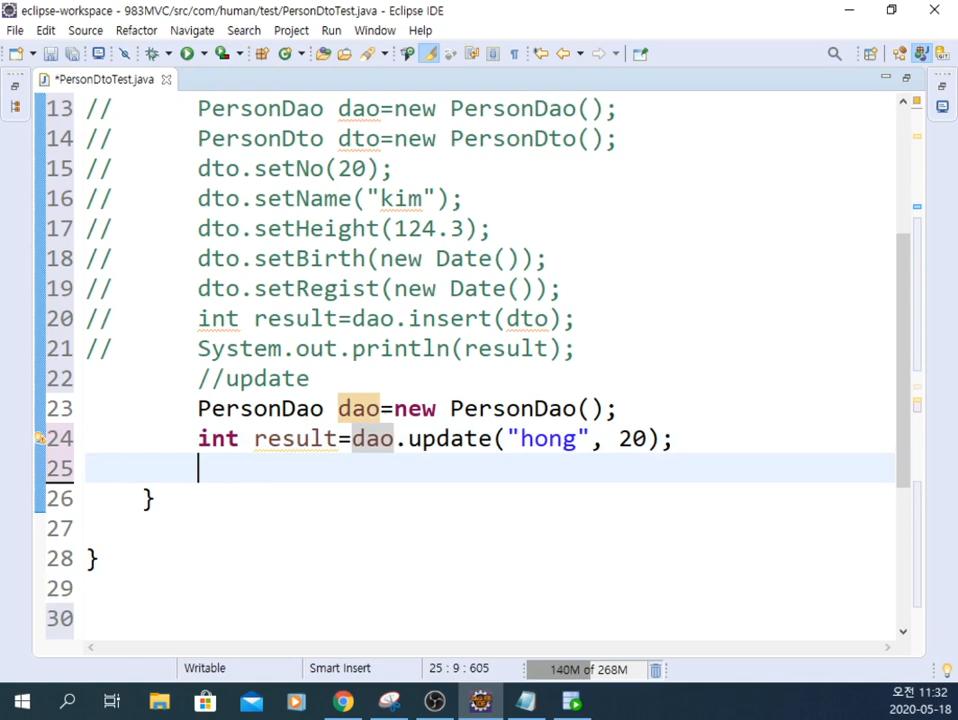 eclipse-workspace - 983MVC/src/com/human/test/PersonDtoTest.java - Eclipse IDE
File Edit Source Refactor Navigate Search Project Run Window Help
*PersonDtoTest.java
13 // PersonDao dao=new PersonDao();
14 // PersonDto dto=new PersonDto();
15 // dto.setNo(20);
16 // dto.setName("kim");
17 // dto.setHeight(124.3);
18 // dto.setBirth(new Date());
19 // dto.setRegist(new Date());
20 // int result=dao.insert(dto);
21 // System.out.println(result);
22 //update
23 PersonDao dao=new PersonDao();
24 int result=dao.update("hong", 20);
25
26 }
27
28 }
29
30
Writable Smart Insert 25 : 9 : 605 140M of 268M
오전 11:32
2020-05-18